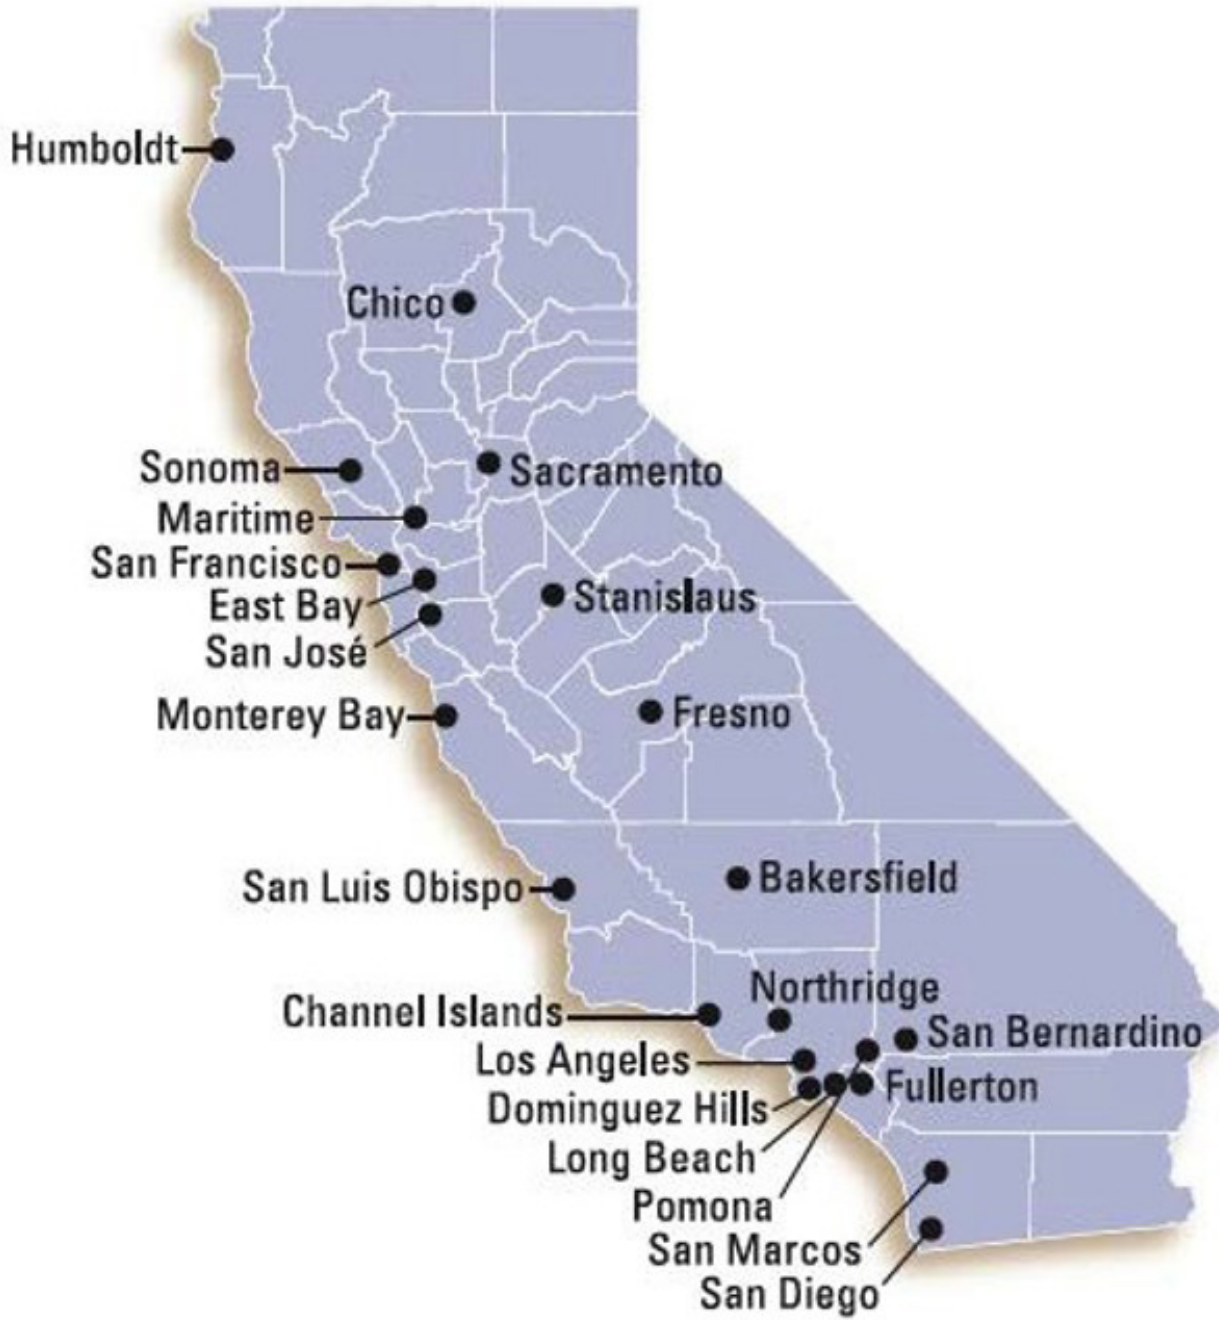 Humboldt
Chico
Sonoma
Sacramento
Maritime
San Francisco
East Bay
Stanislaus
San José
Monterey Bay
Fresno
San Luis Obispo
Bakersfield
Northridge
Channel Islands
San Bernardino
Los Angeles
Fullerton
Dominguez Hills
Long Beach
Pomona
San Marcos
San Diego